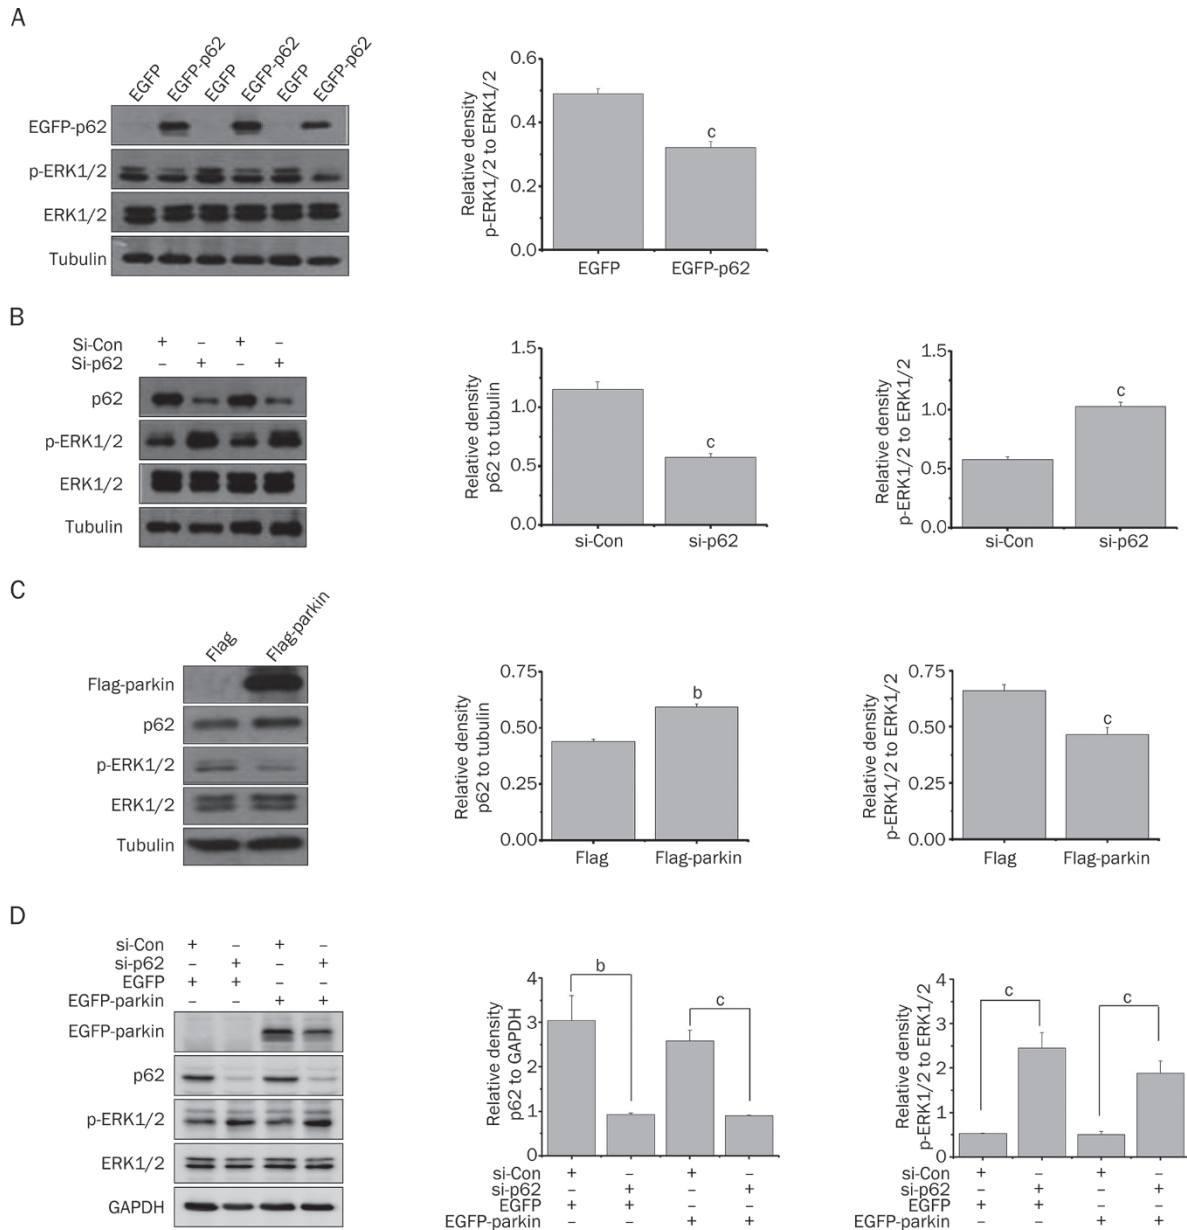 A
EGFP
EGFP-p62
EGFP
EGFP-p62
EGFP
EGFP-p62
EGFP-p62
p-ERK1/2
ERK1/2
Tubulin
Relative density
p-ERK1/2 to ERK1/2
0.6
0.4
0.2
0.0
c
EGFP EGFP-p62
B
Si-Con + – + –
Si-p62 – + – +
p62
p-ERK1/2
ERK1/2
Tubulin
Relative density
p62 to tubulin
1.5
1.0
0.5
0.0
c
si-Con si-p62
Relative density
p-ERK1/2 to ERK1/2
1.5
1.0
0.5
0.0
c
si-Con si-p62
C
Flag
Flag-parkin
Flag-parkin
p62
p-ERK1/2
ERK1/2
Tubulin
Relative density
p62 to tubulin
0.75
0.50
0.25
0.00
b
Flag Flag-parkin
Relative density
p-ERK1/2 to ERK1/2
0.75
0.50
0.25
0.00
c
Flag Flag-parkin
D
si-Con + – + –
si-p62 – + – +
EGFP + + – –
EGFP-parkin – – + +
EGFP-parkin
p62
p-ERK1/2
ERK1/2
GAPDH
Relative density
p62 to GAPDH
4
3
2
1
0
b
c
si-Con + – + –
si-p62 – + – +
EGFP + + – –
EGFP-parkin – – + +
Relative density
p-ERK1/2 to ERK1/2
4
3
2
1
0
c
c
si-Con + – + –
si-p62 – + – +
EGFP + + – –
EGFP-parkin – – + +